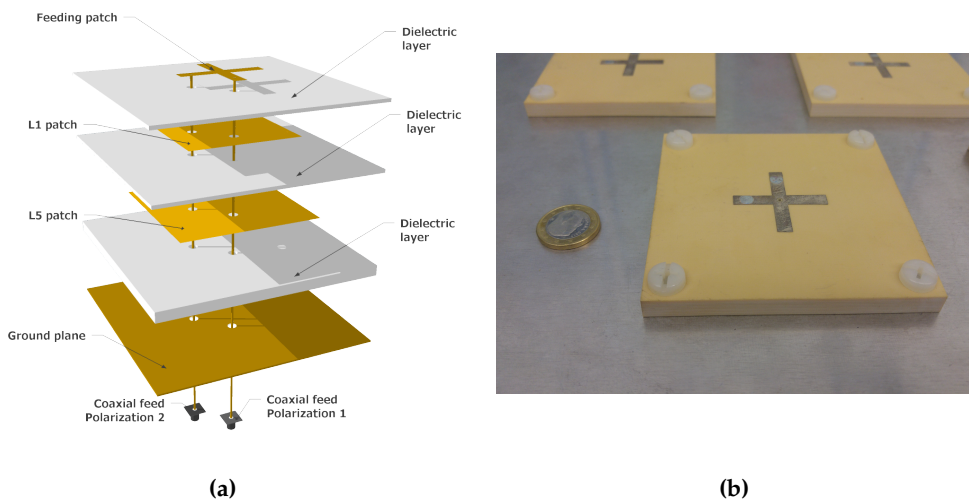 Feeding patch
Dielectric
layer
Dielectric
layer
L1 patch
L5 patch
Dielectric
layer
Ground plane
Coaxial feed
Polarization 2
Coaxial feed
Polarization 1
(a)
(b)